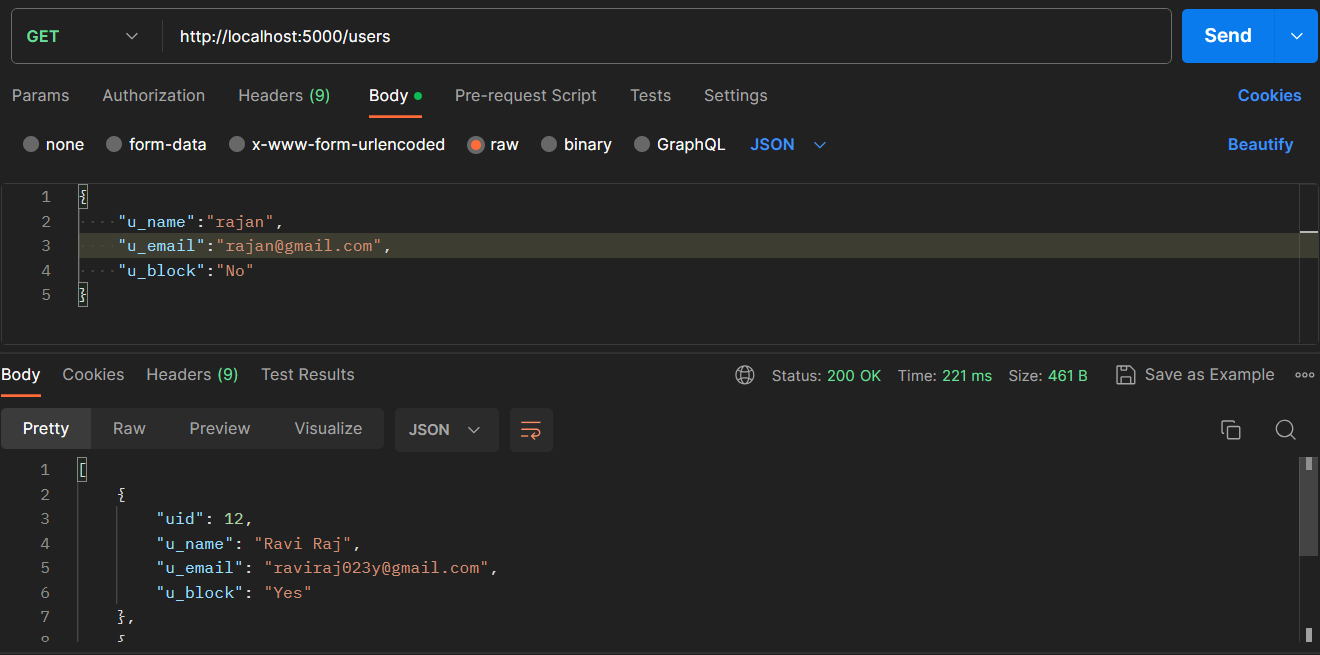 GET http://localhost:5000/users Send
Params Authorization Headers (9) Body Pre-request Script Tests Settings Cookies
none form-data x-www-form-urlencoded raw binary GraphQL JSON Beautify
1 {
2 "u_name":"rajan",
3 "u_email":"rajan@gmail.com",
4 "u_block":"No"
5 }
Body Cookies Headers (9) Test Results Status: 200 OK Time: 221 ms Size: 461 B Save as Example
Pretty Raw Preview Visualize JSON
1 [
2 {
3 "uid": 12,
4 "u_name": "Ravi Raj",
5 "u_email": "raviraj023y@gmail.com",
6 "u_block": "Yes"
7 },
8 {